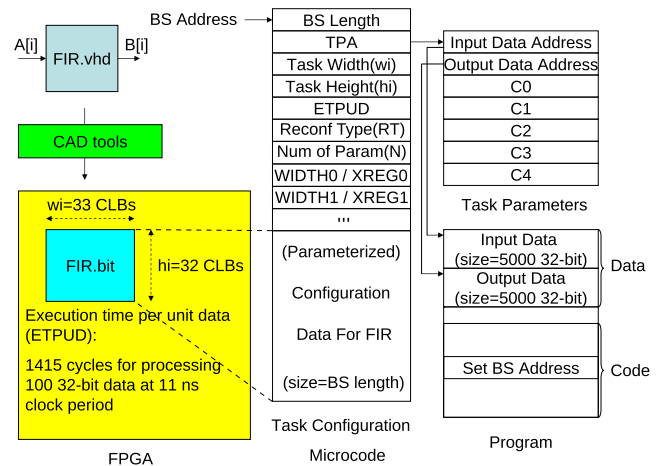 A[i]
B[i]
FIR.vhd
CAD tools
wi=33 CLBs
FIR.bit
hi=32 CLBs
Execution time per unit data
(ETPUD):
1415 cycles for processing
100 32-bit data at 11 ns
clock period
FPGA
BS Address
BS Length
TPA
Task Width(wi)
Task Height(hi)
ETPUD
Reconf Type(RT)
Num of Param(N)
WIDTH0 / XREG0
WIDTH1 / XREG1
...
(Parameterized)
Configuration
Data For FIR
(size=BS length)
Task Configuration
Microcode
Input Data Address
Output Data Address
C0
C1
C2
C3
C4
Task Parameters
Input Data
(size=5000 32-bit)
Output Data
(size=5000 32-bit)
Data
Set BS Address
Code
Program